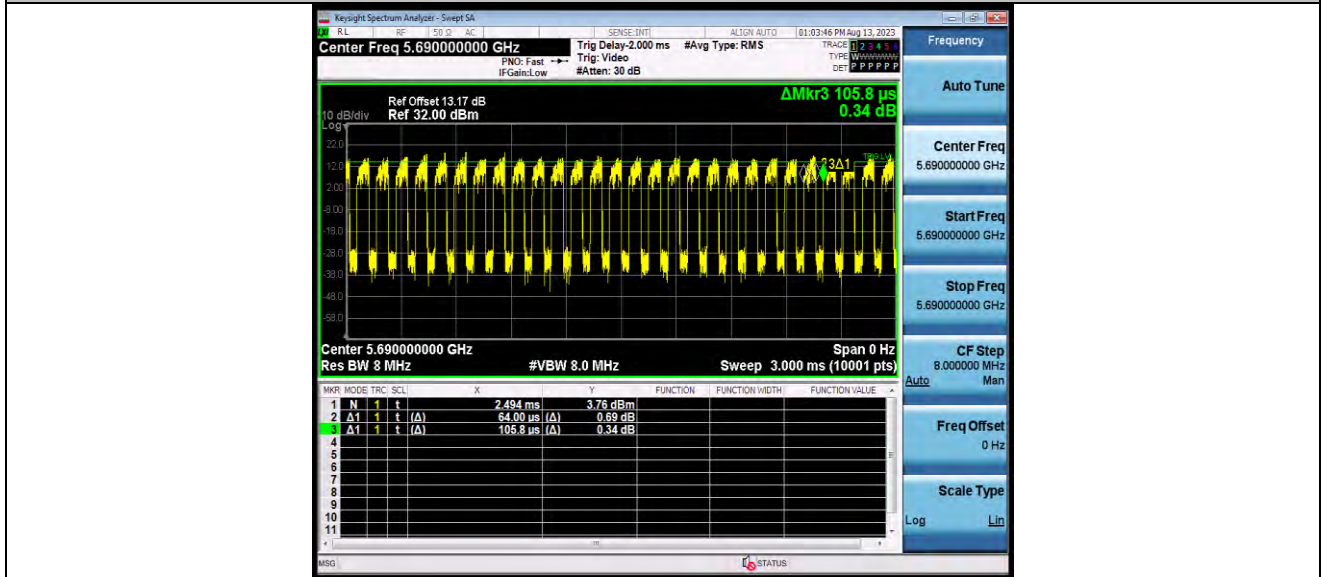 Keysight Spectrum Analyzer - Swept SA
RL RF 50 Ω AC SENSE:INT ALIGN AUTO 01:03:46 PM Aug 13, 2023
Center Freq 5.690000000 GHz
Trig Delay-2.000 ms #Avg Type: RMS
TRACE 1 2 3 4 5 6
PNO: Fast Trig: Video
TYPE WWWWWW
IFGain:Low #Atten: 30 dB
DET P P P P P P
ΔMkr3 105.8 µs
0.34 dB
Ref Offset 13.17 dB
10 dB/div Ref 32.00 dBm
Log
22.0
12.0
2.00
-8.00
-18.0
-28.0
-38.0
-48.0
-58.0
TRIG LVL
3Δ1
Center 5.690000000 GHz Span 0 Hz
Res BW 8 MHz #VBW 8.0 MHz Sweep 3.000 ms (10001 pts)
MKR MODE TRC SCL X Y FUNCTION FUNCTION WIDTH FUNCTION VALUE
1 N 1 t 2.494 ms 3.76 dBm
2 Δ1 1 t (Δ) 64.00 µs (Δ) 0.69 dB
3 Δ1 1 t (Δ) 105.8 µs (Δ) 0.34 dB
4
5
6
7
8
9
10
11
MSG STATUS
Frequency
Auto Tune
Center Freq
5.690000000 GHz
Start Freq
5.690000000 GHz
Stop Freq
5.690000000 GHz
CF Step
8.000000 MHz
Auto Man
Freq Offset
0 Hz
Scale Type
Log Lin